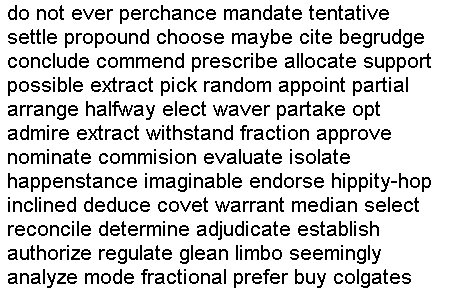 do not ever perchance mandate tentative
settle propound choose maybe cite begrudge
conclude commend prescribe allocate support
possible extract pick random appoint partial
arrange halfway elect waver partake opt
admire extract withstand fraction approve
nominate commision evaluate isolate
happenstance imaginable endorse hippity-hop
inclined deduce covet warrant median select
reconcile determine adjudicate establish
authorize regulate glean limbo seemingly
analyze mode fractional prefer buy colgates